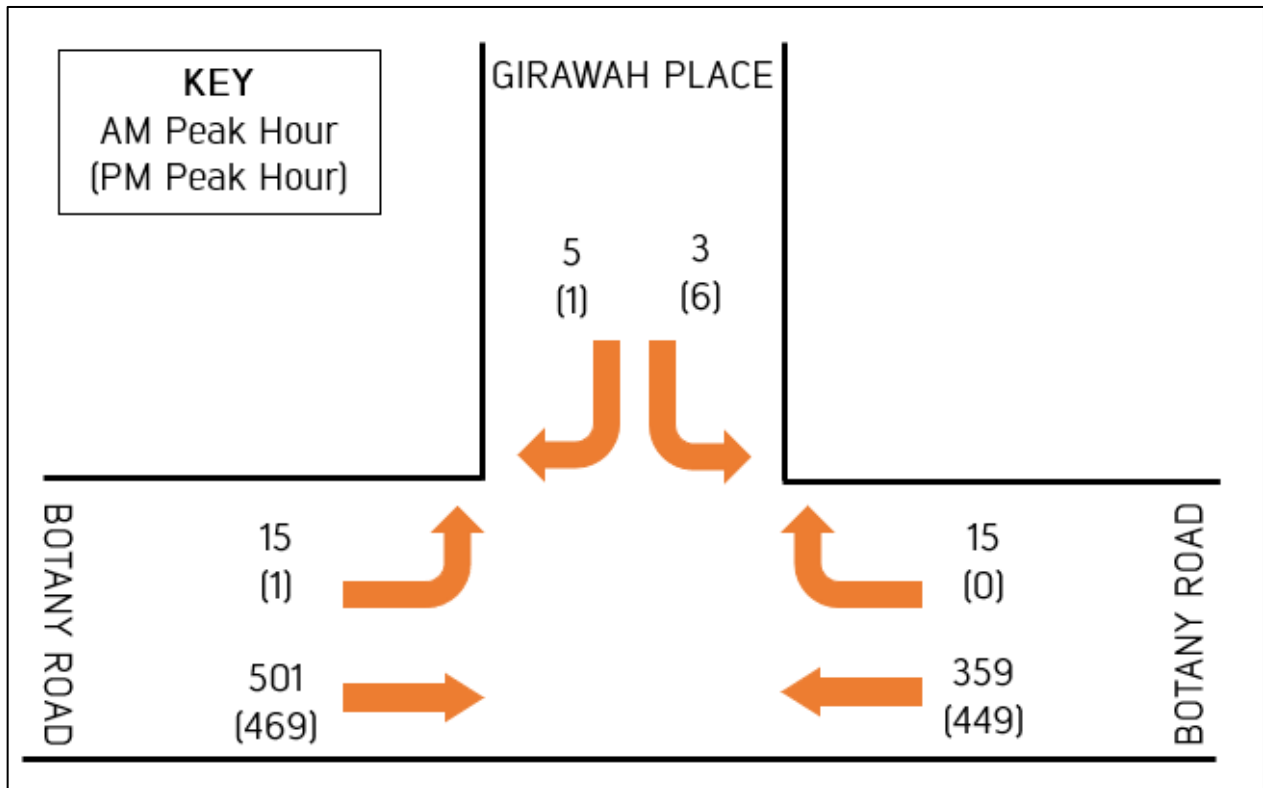 KEY
AM Peak Hour
(PM Peak Hour)
GIRAWAH PLACE
5
(1)
3
(6)
BOTANY ROAD
15
(1)
501
(469)
15
(0)
359
(449)
BOTANY ROAD